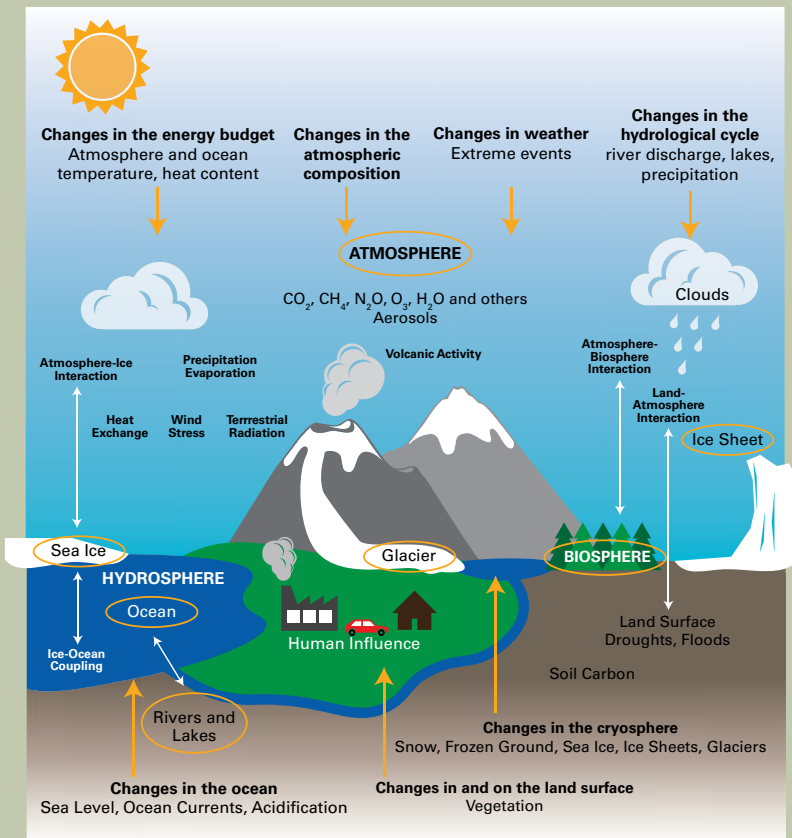 Changes in the energy budget
Atmosphere and ocean
temperature, heat content
Changes in the
atmospheric
composition
Changes in weather
Extreme events
Changes in the
hydrological cycle
river discharge, lakes,
precipitation
ATMOSPHERE
CO₂, CH₄, N₂O, O₃, H₂O and others
Aerosols
Clouds
Atmosphere-Ice
Interaction
Precipitation
Evaporation
Volcanic Activity
Atmosphere-
Biosphere
Interaction
Land-
Atmosphere
Interaction
Heat
Exchange
Wind
Stress
Terrrestrial
Radiation
Ice Sheet
Sea Ice
Glacier
BIOSPHERE
HYDROSPHERE
Ocean
Human Influence
Land Surface
Droughts, Floods
Ice-Ocean
Coupling
Soil Carbon
Rivers and
Lakes
Changes in the cryosphere
Snow, Frozen Ground, Sea Ice, Ice Sheets, Glaciers
Changes in the ocean
Sea Level, Ocean Currents, Acidification
Changes in and on the land surface
Vegetation